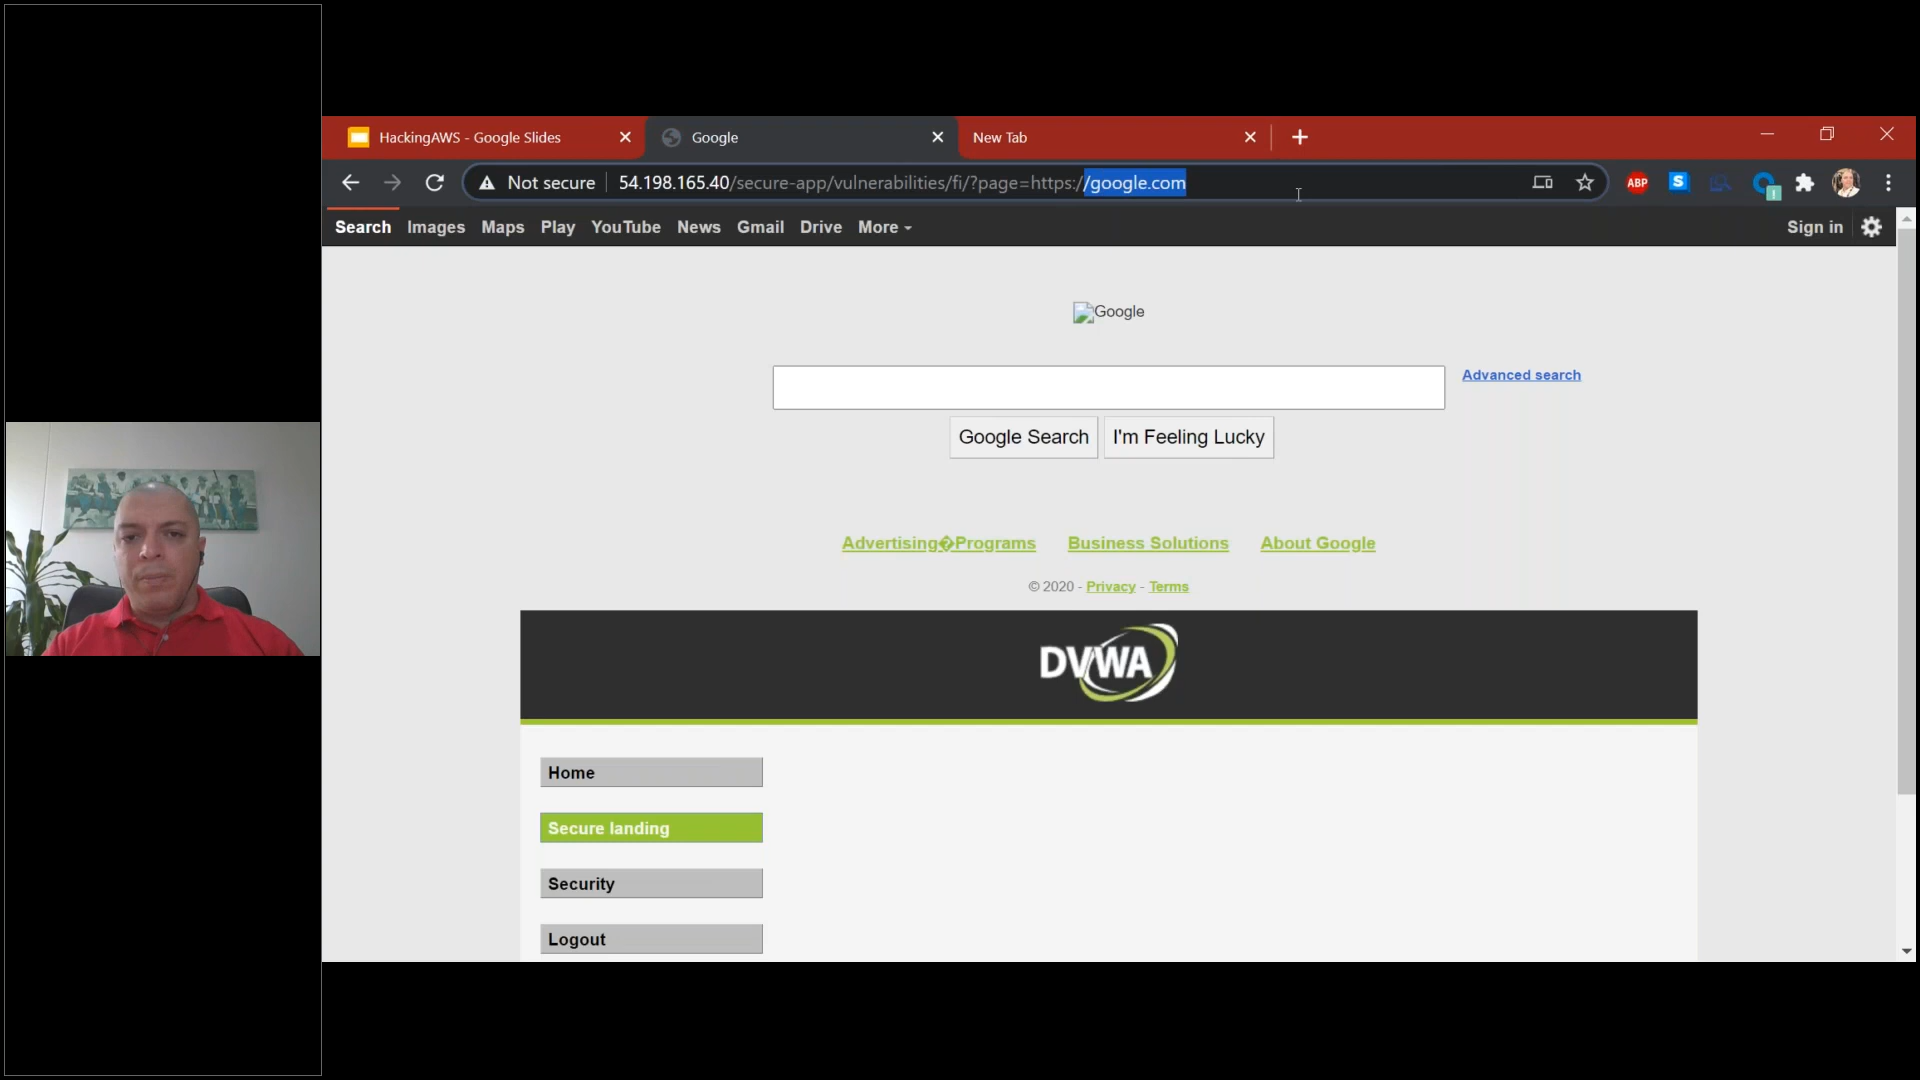 HackingAWS - Google Slides
Google
New Tab
Not secure
54.198.165.40/secure-app/vulnerabilities/fi/?page=https://google.com
ABP
S
Search Images Maps Play YouTube News Gmail Drive More
Sign in
Google
Advanced search
Google Search
I'm Feeling Lucky
Advertising�Programs Business Solutions About Google
© 2020 - Privacy - Terms
DVWA
Home
Secure landing
Security
Logout